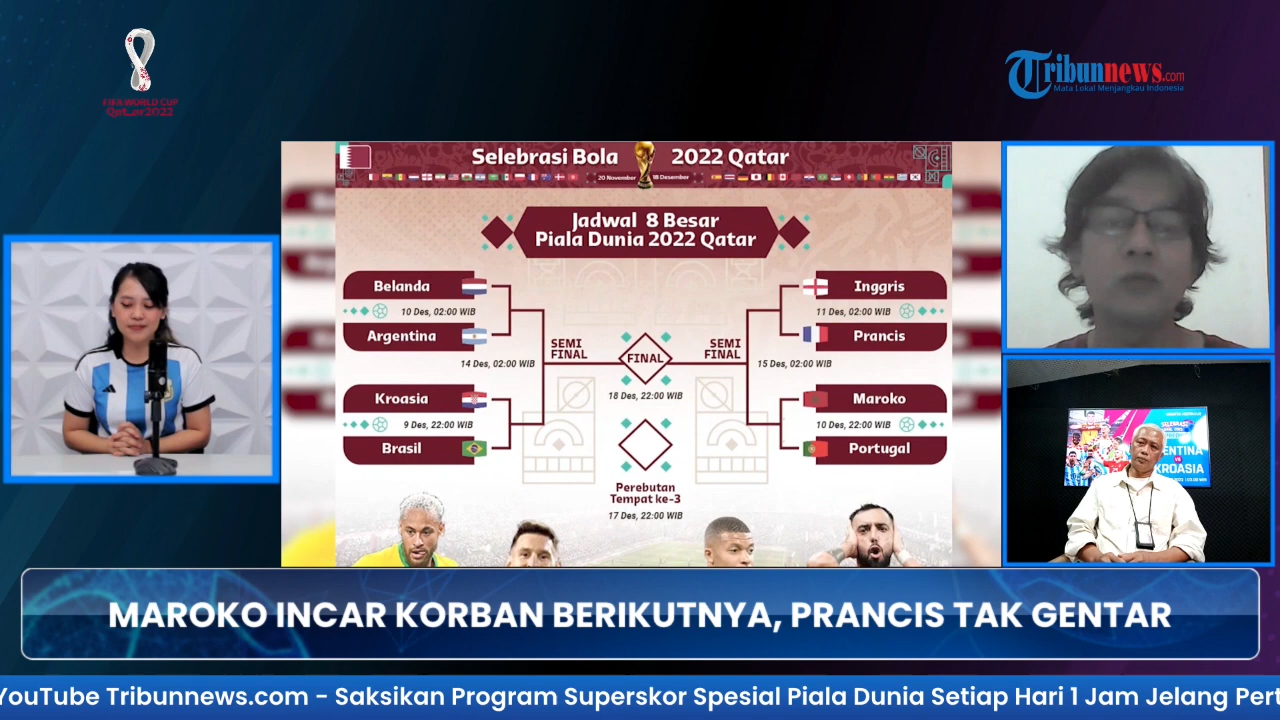 FIFA WORLD CUP
Qatar2022
Tribunnews.com
Mata Lokal Menjangkau Indonesia
Selebrasi Bola 2022 Qatar
20 November 18 Desember
Jadwal 8 Besar
Piala Dunia 2022 Qatar
Belanda
10 Des, 02:00 WIB
Argentina
14 Des, 02:00 WIB
Kroasia
9 Des, 22:00 WIB
Brasil
SEMI
FINAL
FINAL
18 Des, 22:00 WIB
SEMI
FINAL
Perebutan
Tempat ke-3
17 Des, 22:00 WIB
Inggris
11 Des, 02:00 WIB
Prancis
15 Des, 02:00 WIB
Maroko
10 Des, 22:00 WIB
Portugal
SELEBRASI
ENTINA
VS
KROASIA
MAROKO INCAR KORBAN BERIKUTNYA, PRANCIS TAK GENTAR
YouTube Tribunnews.com - Saksikan Program Superskor Spesial Piala Dunia Setiap Hari 1 Jam Jelang Pert